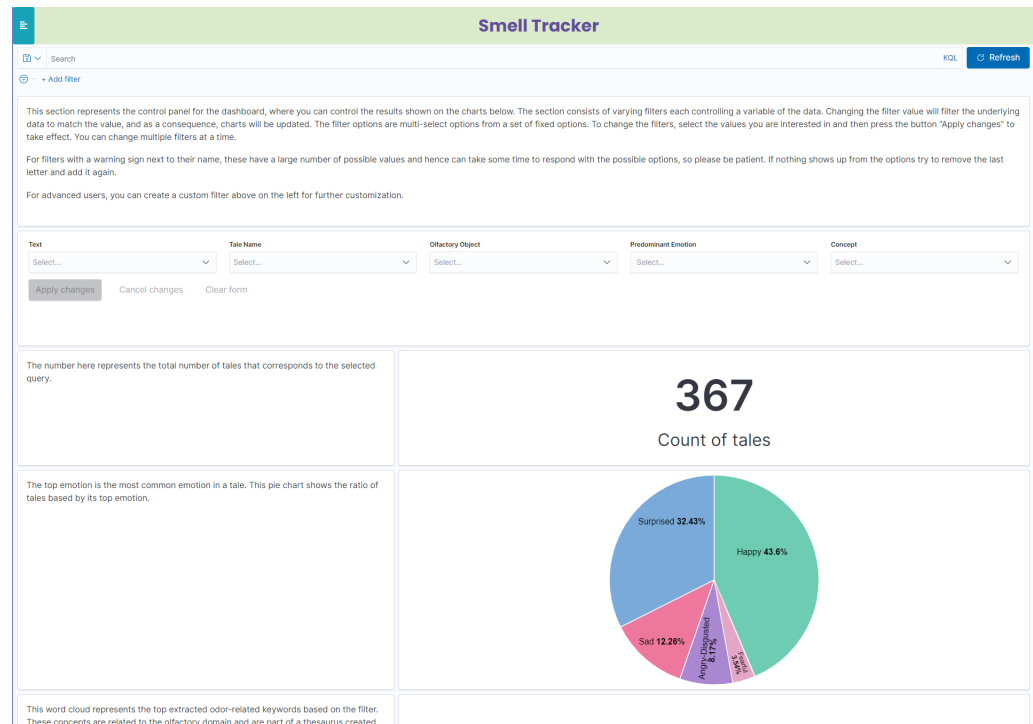 Smell Tracker
Search
KQL
Refresh
+ Add filter
This section represents the control panel for the dashboard, where you can control the results shown on the charts below. The section consists of varying filters each controlling a variable of the data. Changing the filter value will filter the underlying
data to match the value, and as a consequence, charts will be updated. The filter options are multi-select options from a set of fixed options. To change the filters, select the values you are interested in and then press the button "Apply changes" to
take effect. You can change multiple filters at a time.
For filters with a warning sign next to their name, these have a large number of possible values and hence can take some time to respond with the possible options, so please be patient. If nothing shows up from the options try to remove the last
letter and add it again.
For advanced users, you can create a custom filter above on the left for further customization.
Text
Tale Name
Olfactory Object
Predominant Emotion
Concept
Select...
Select...
Select...
Select...
Select...
Apply changes
Cancel changes
Clear form
The number here represents the total number of tales that corresponds to the selected
query.
367
Count of tales
The top emotion is the most common emotion in a tale. This pie chart shows the ratio of
tales based by its top emotion.
Surprised 32.43%
Happy 43.6%
Sad 12.26%
Angry-Disgusted
8.17%
Fearful
3.54%
This word cloud represents the top extracted odor-related keywords based on the filter.
These concepts are related to the olfactory domain and are part of a thesaurus created